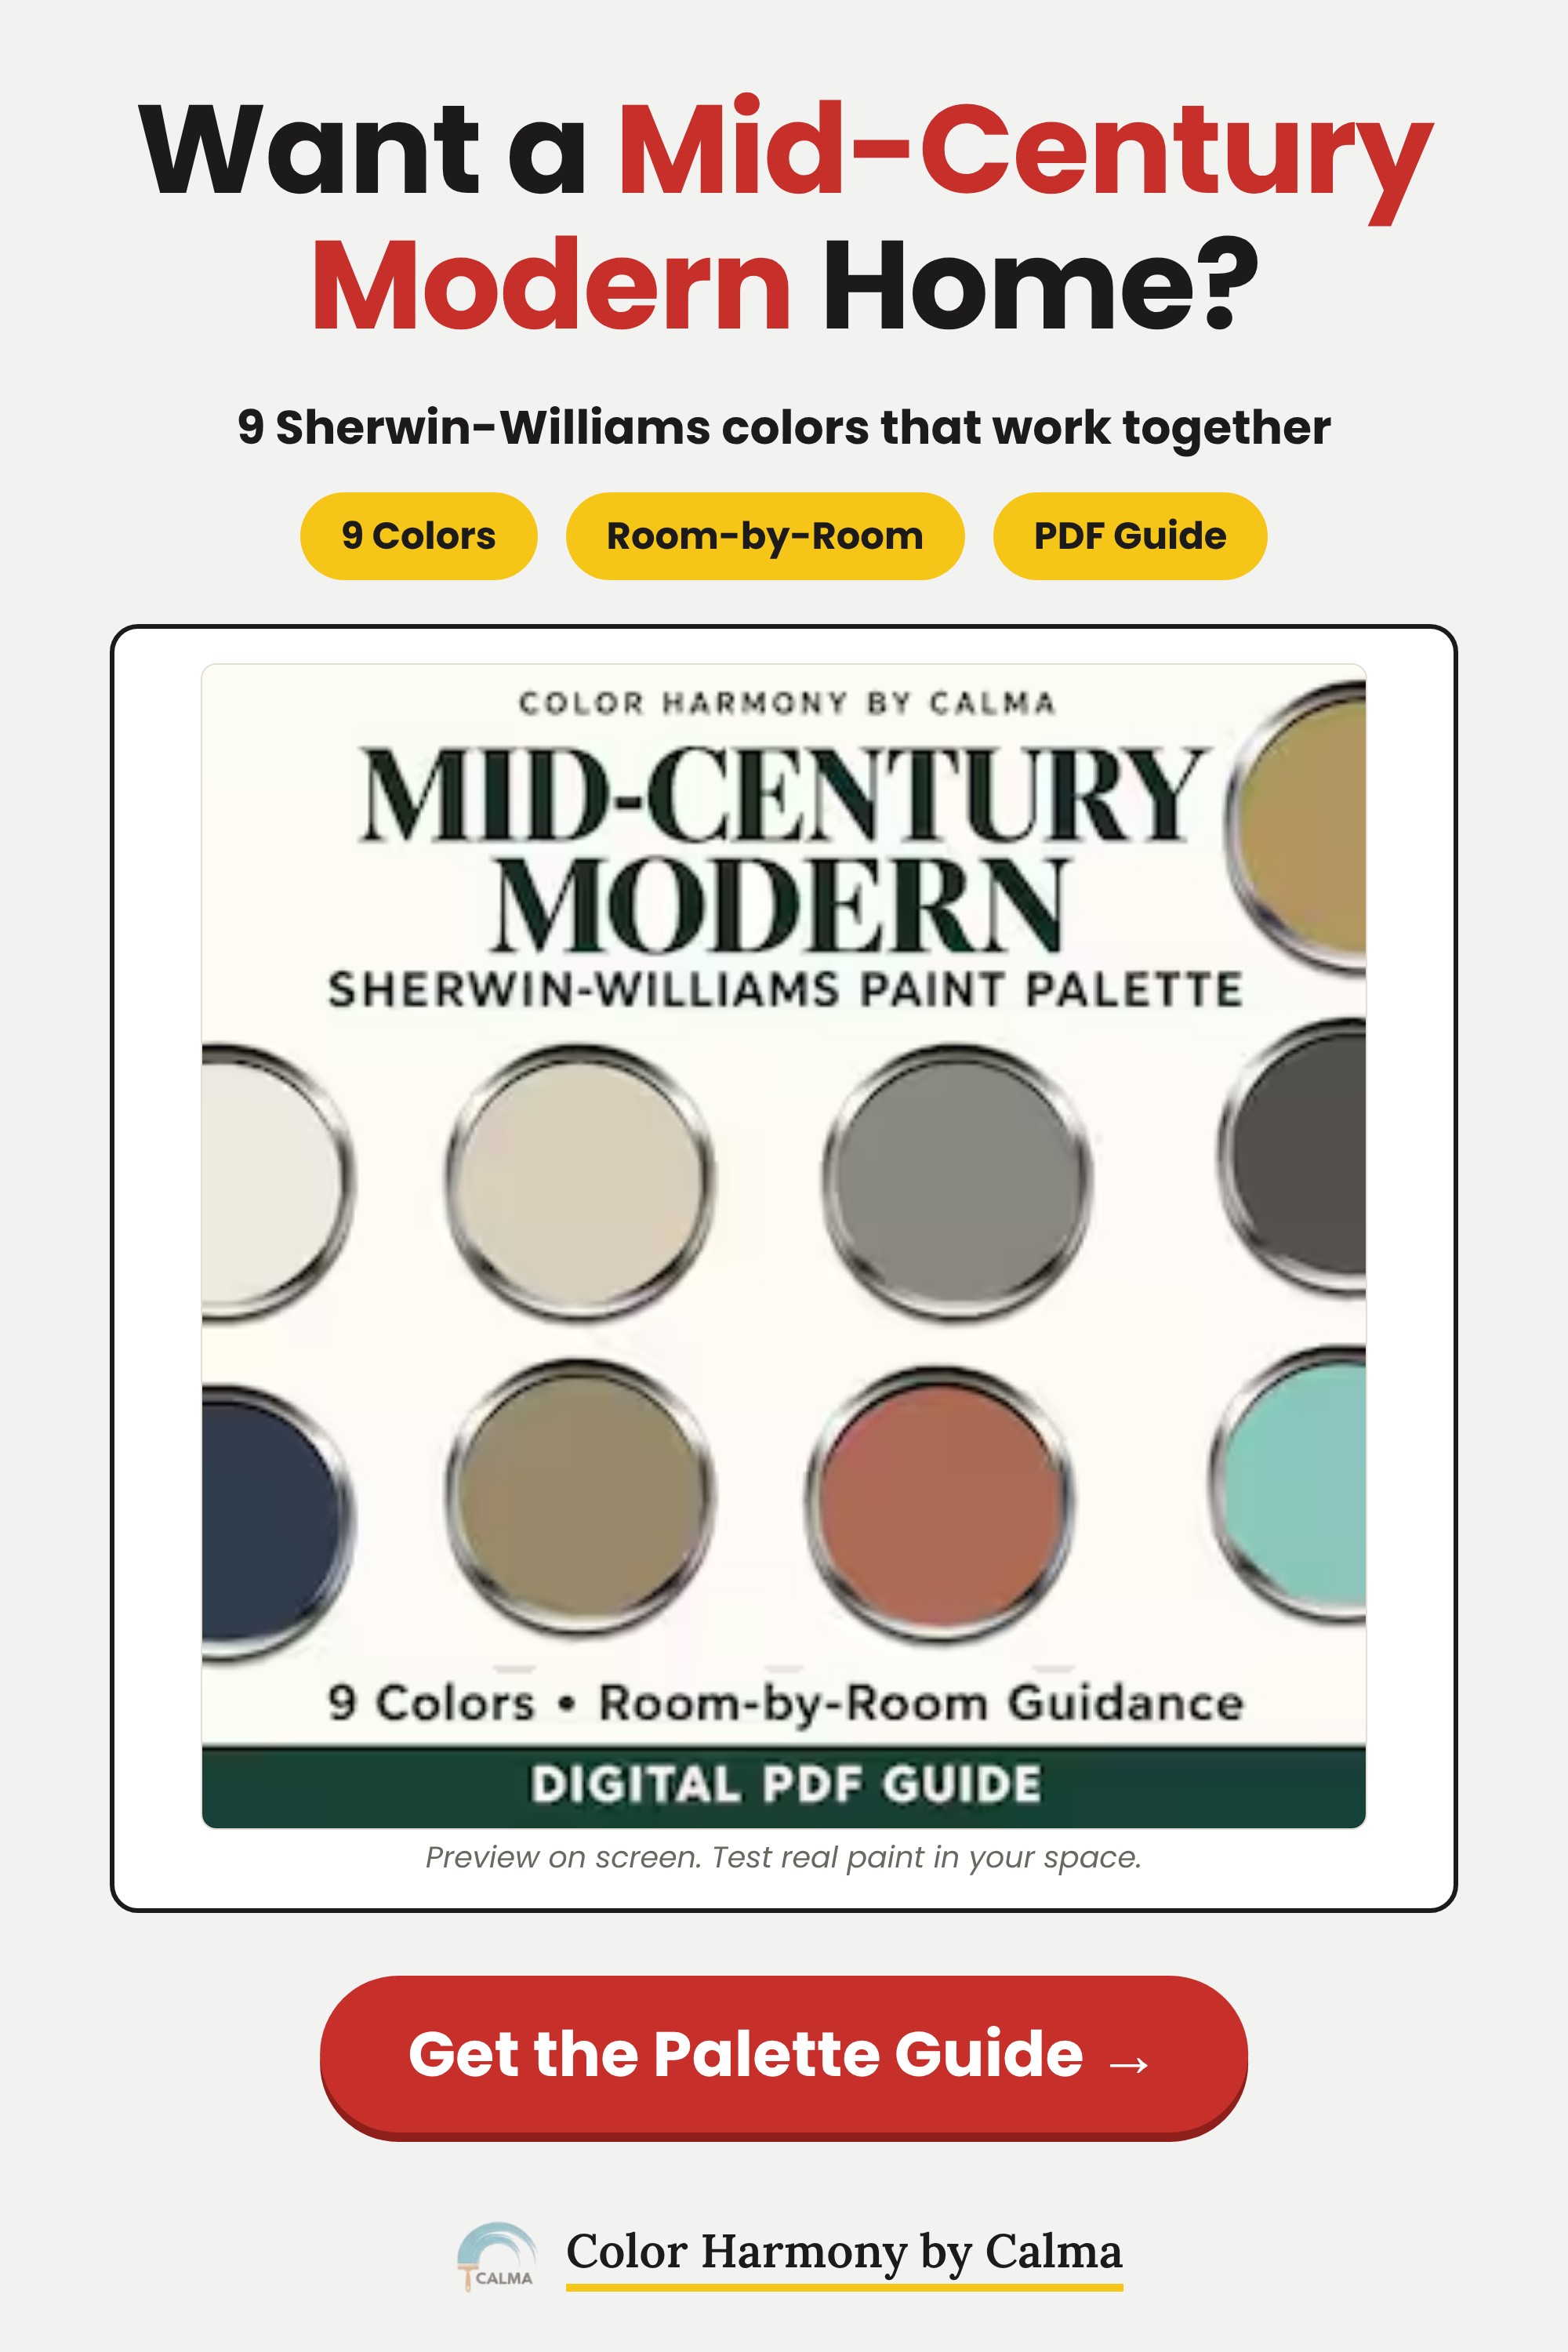 Want a Mid-Century
Modern Home?
9 Sherwin-Williams colors that work together
9 Colors
Room-by-Room
PDF Guide
COLOR HARMONY BY CALMA
MID-CENTURY
MODERN
SHERWIN-WILLIAMS PAINT PALETTE
9 Colors • Room-by-Room Guidance
DIGITAL PDF GUIDE
Preview on screen. Test real paint in your space.
Get the Palette Guide →
CALMA
Color Harmony by Calma